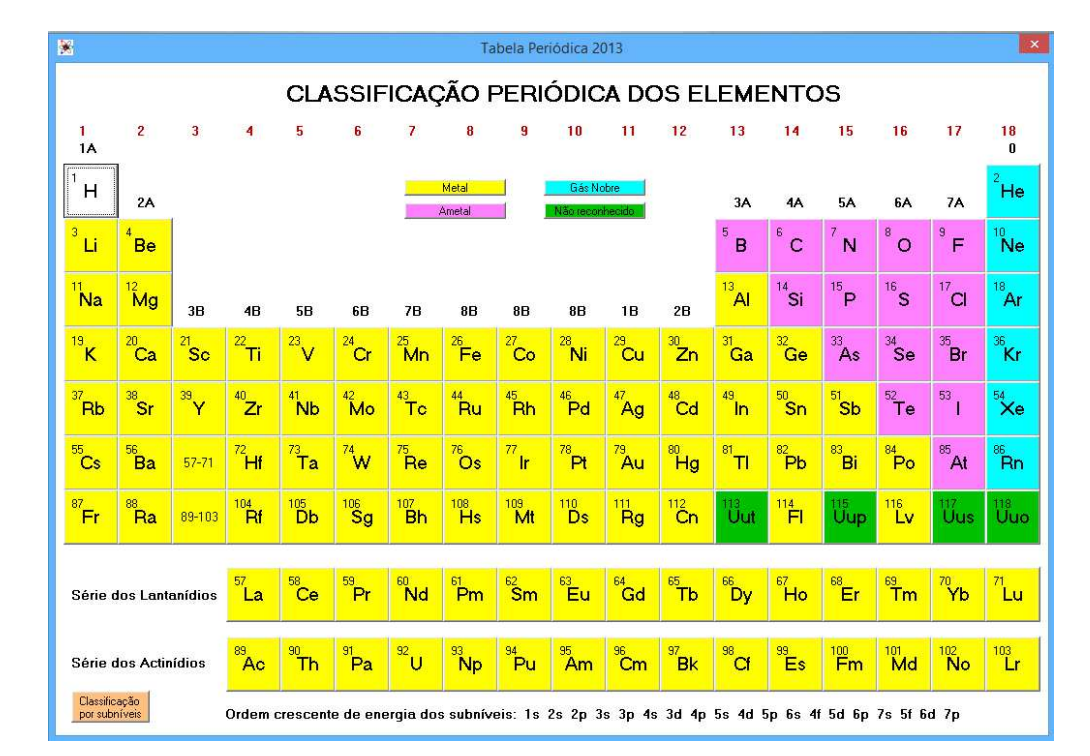 Tabela Periódica 2013
CLASSIFICAÇÃO PERIÓDICA DOS ELEMENTOS
1 2 3 4 5 6 7 8 9 10 11 12 13 14 15 16 17 18
1A 0
1 H Metal Gás Nobre 2 He
2A Ametal Não reconhecido 3A 4A 5A 6A 7A
3 Li 4 Be 5 B 6 C 7 N 8 O 9 F 10 Ne
11 Na 12 Mg 13 Al 14 Si 15 P 16 S 17 Cl 18 Ar
3B 4B 5B 6B 7B 8B 8B 8B 1B 2B
19 K 20 Ca 21 Sc 22 Ti 23 V 24 Cr 25 Mn 26 Fe 27 Co 28 Ni 29 Cu 30 Zn 31 Ga 32 Ge 33 As 34 Se 35 Br 36 Kr
37 Rb 38 Sr 39 Y 40 Zr 41 Nb 42 Mo 43 Tc 44 Ru 45 Rh 46 Pd 47 Ag 48 Cd 49 In 50 Sn 51 Sb 52 Te 53 I 54 Xe
55 Cs 56 Ba 57-71 72 Hf 73 Ta 74 W 75 Re 76 Os 77 Ir 78 Pt 79 Au 80 Hg 81 Tl 82 Pb 83 Bi 84 Po 85 At 86 Rn
87 Fr 88 Ra 89-103 104 Rf 105 Db 106 Sg 107 Bh 108 Hs 109 Mt 110 Ds 111 Rg 112 Cn 113 Uut 114 Fl 115 Uup 116 Lv 117 Uus 118 Uuo
Série dos Lantanídios 57 La 58 Ce 59 Pr 60 Nd 61 Pm 62 Sm 63 Eu 64 Gd 65 Tb 66 Dy 67 Ho 68 Er 69 Tm 70 Yb 71 Lu
Série dos Actinídios 89 Ac 90 Th 91 Pa 92 U 93 Np 94 Pu 95 Am 96 Cm 97 Bk 98 Cf 99 Es 100 Fm 101 Md 102 No 103 Lr
Classificação
por subníveis
Ordem crescente de energia dos subníveis: 1s 2s 2p 3s 3p 4s 3d 4p 5s 4d 5p 6s 4f 5d 6p 7s 5f 6d 7p